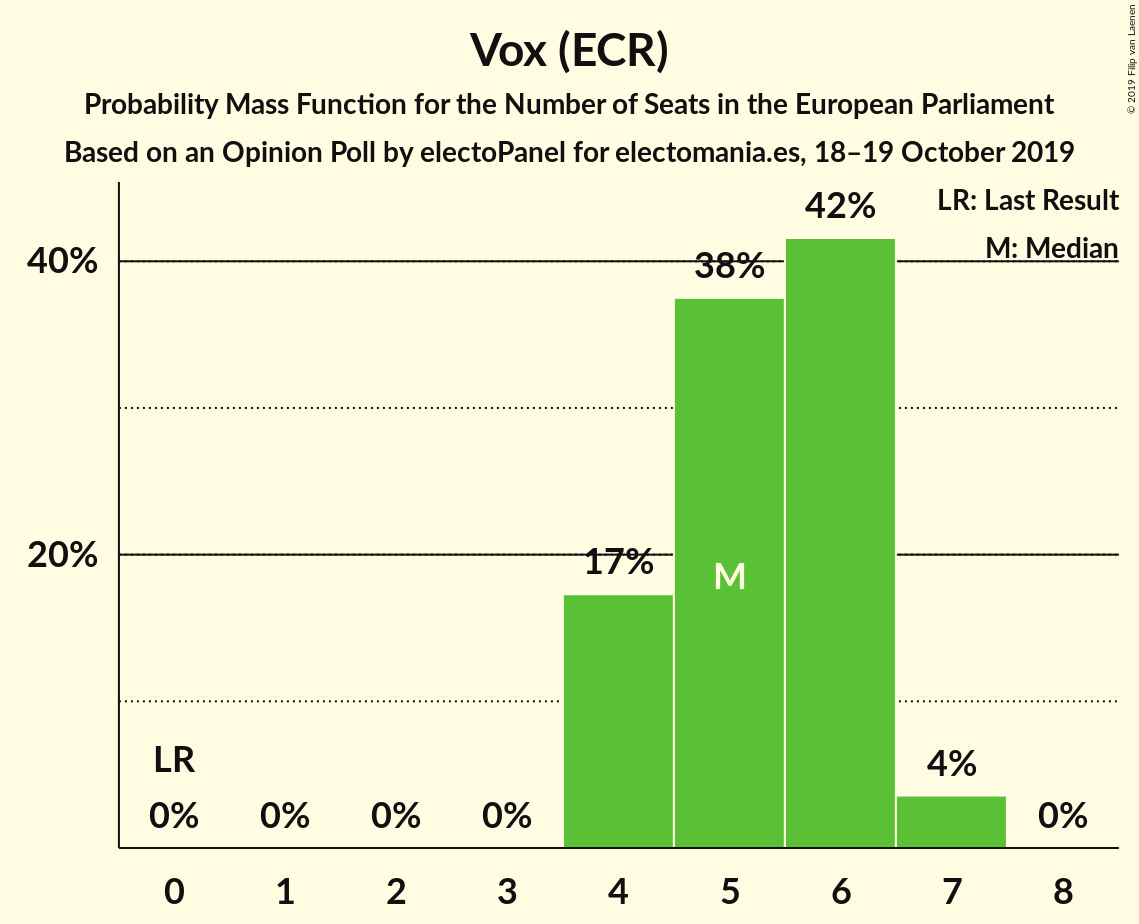 © 2019 Filip van Laenen
Vox (ECR)
Probability Mass Function for the Number of Seats in the European Parliament
Based on an Opinion Poll by electoPanel for electomania.es, 18–19 October 2019
LR: Last Result
M: Median
42%
40%
38%
20%
17%
M
LR
4%
0% 0% 0% 0% 0%
0 1 2 3 4 5 6 7 8